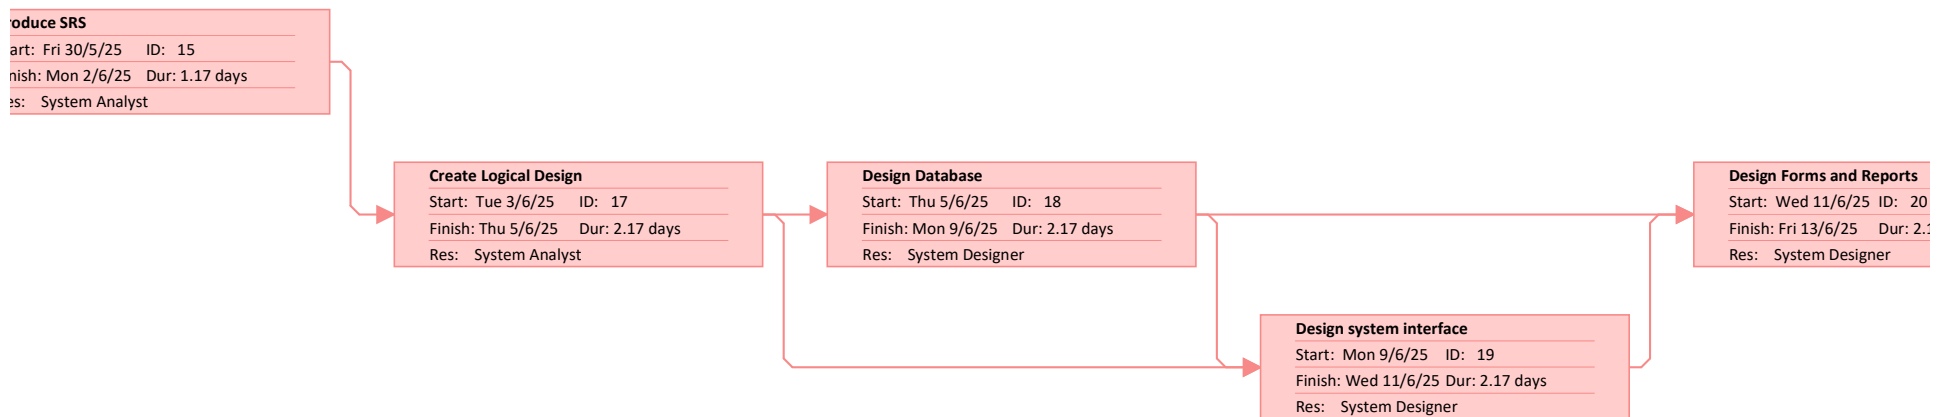 roduce SRS
art: Fri 30/5/25 ID: 15
nish: Mon 2/6/25 Dur: 1.17 days
es: System Analyst
Create Logical Design
Start: Tue 3/6/25 ID: 17
Finish: Thu 5/6/25 Dur: 2.17 days
Res: System Analyst
Design Database
Start: Thu 5/6/25 ID: 18
Finish: Mon 9/6/25 Dur: 2.17 days
Res: System Designer
Design system interface
Start: Mon 9/6/25 ID: 19
Finish: Wed 11/6/25 Dur: 2.17 days
Res: System Designer
Design Forms and Reports
Start: Wed 11/6/25 ID: 20
Finish: Fri 13/6/25 Dur: 2.1
Res: System Designer